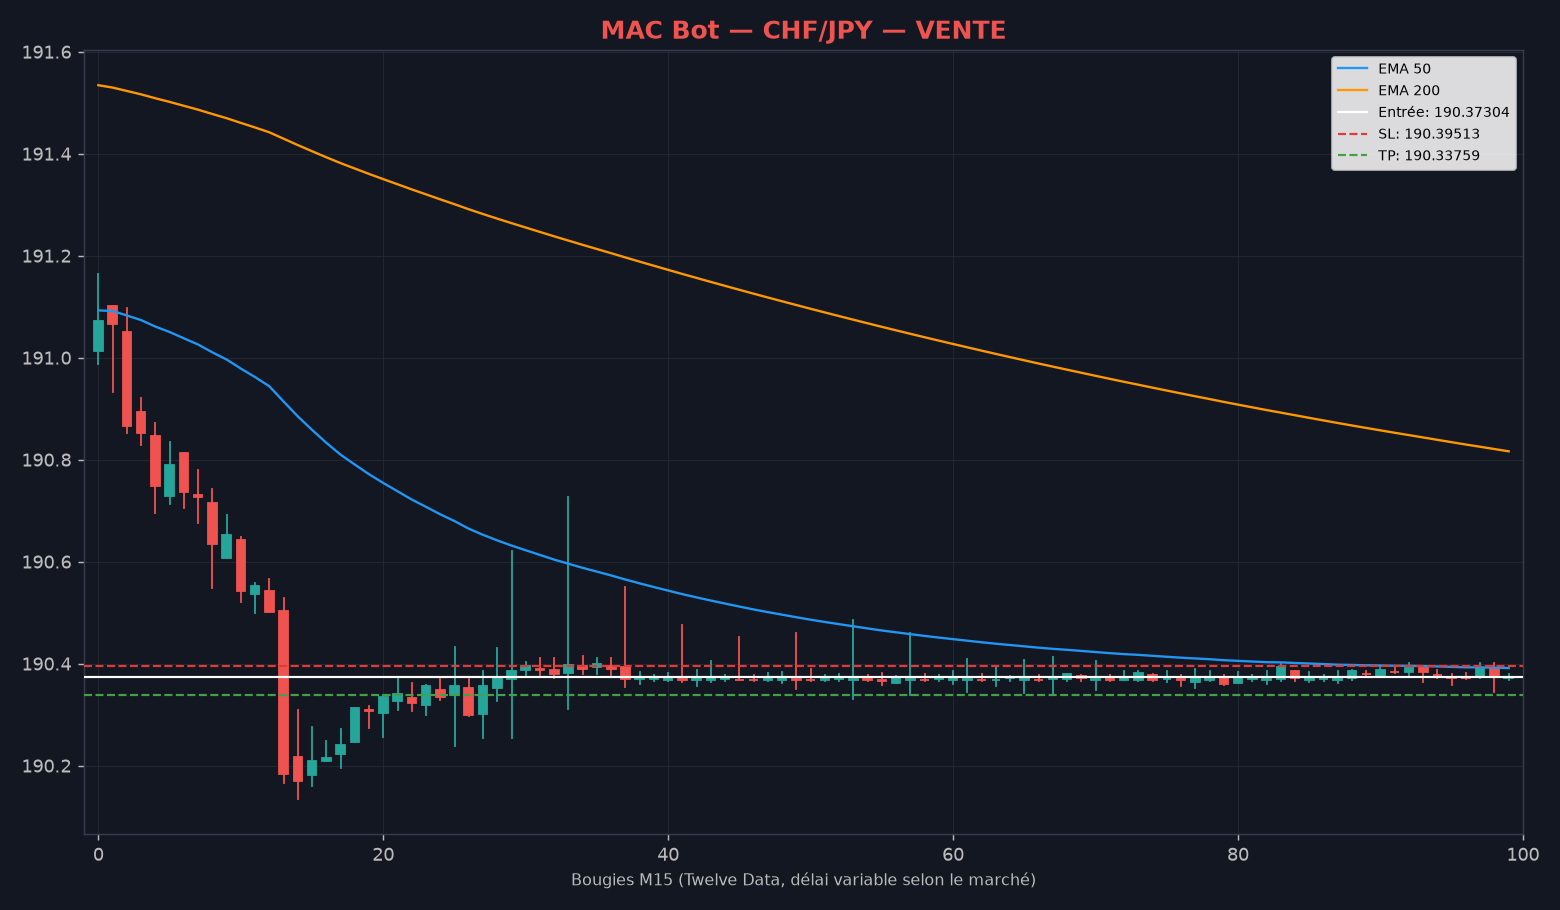 MAC Bot — CHF/JPY — VENTE
EMA 50
EMA 200
Entrée: 190.37304
SL: 190.39513
TP: 190.33759
191.6
191.4
191.2
191.0
190.8
190.6
190.4
190.2
0
20
40
60
80
100
Bougies M15 (Twelve Data, délai variable selon le marché)